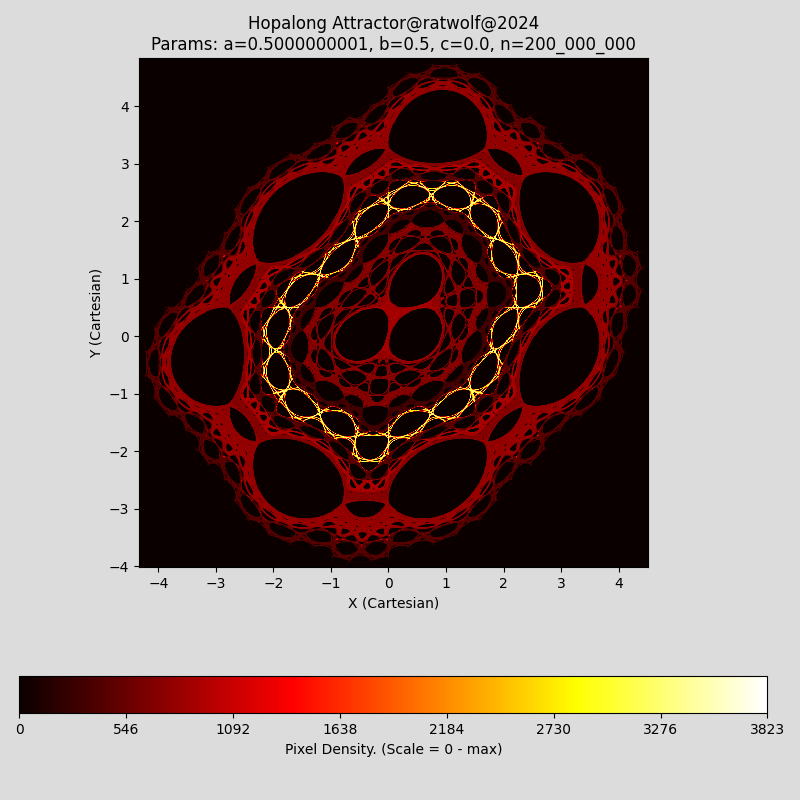 Hopalong Attractor@ratwolf@2024
Params: a=0.5000000001, b=0.5, c=0.0, n=200_000_000
4
3
2
1
0
−1
−2
−3
−4
Y (Cartesian)
−4 −3 −2 −1 0 1 2 3 4
X (Cartesian)
0 546 1092 1638 2184 2730 3276 3823
Pixel Density. (Scale = 0 - max)